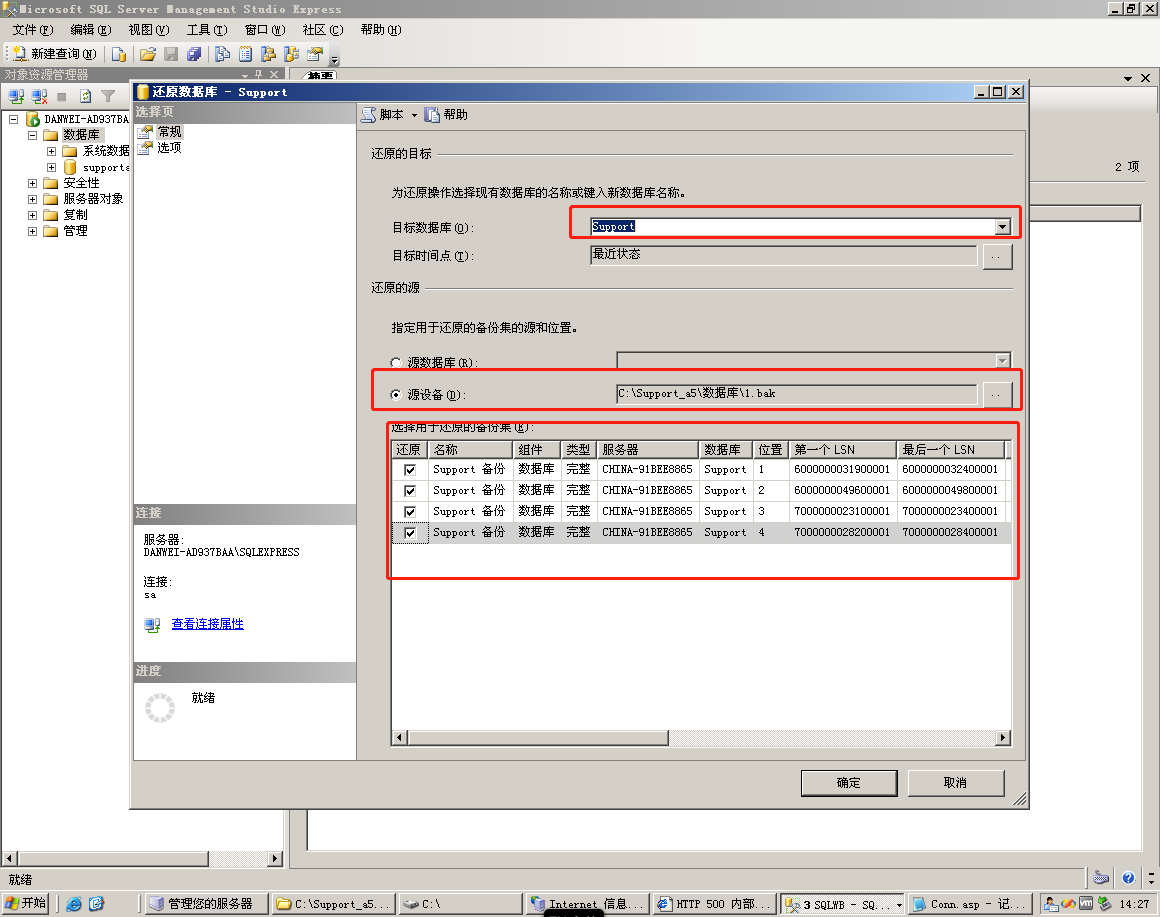 Microsoft SQL Server Management Studio Express
文件(F) 编辑(E) 视图(V) 工具(T) 窗口(W) 社区(C) 帮助(H)
新建查询(N)
对象资源管理器
摘要
DANWEI-AD937BA
数据库
系统数据
supporta
安全性
服务器对象
复制
管理
2 项
还原数据库 - Support
选择页
常规
选项
脚本 帮助
还原的目标
为还原操作选择现有数据库的名称或键入新数据库名称。
目标数据库(O): Support
目标时间点(T): 最近状态
还原的源
指定用于还原的备份集的源和位置。
源数据库(R):
源设备(D): C:\Support_a5\数据库\1.bak
选择用于还原的备份集(E):
还原 名称 组件 类型 服务器 数据库 位置 第一个 LSN 最后一个 LSN
Support 备份 数据库 完整 CHINA-91BEE8865 Support 1 6000000031900001 6000000032400001
Support 备份 数据库 完整 CHINA-91BEE8865 Support 2 6000000049600001 6000000049800001
Support 备份 数据库 完整 CHINA-91BEE8865 Support 3 7000000023100001 7000000023400001
Support 备份 数据库 完整 CHINA-91BEE8865 Support 4 7000000028200001 7000000028400001
连接
服务器:
DANWEI-AD937BAA\SQLEXPRESS
连接:
sa
查看连接属性
进度
就绪
确定 取消
就绪
开始 管理您的服务器 C:\Support_a5... C:\ Internet 信息... HTTP 500 内部... 3 SQLWB - SQ... Conn.asp - 记... 14:27